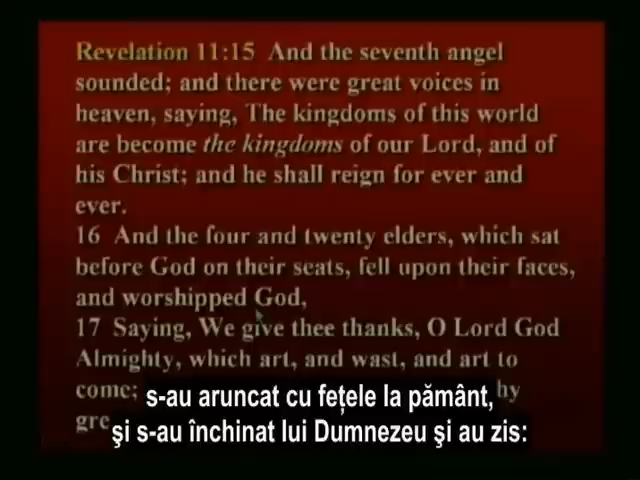 Revelation 11:15 And the seventh angel
sounded; and there were great voices in
heaven, saying, The kingdoms of this world
are become the kingdoms of our Lord, and of
his Christ; and he shall reign for ever and
ever.
16 And the four and twenty elders, which sat
before God on their seats, fell upon their faces,
and worshipped God,
17 Saying, We give thee thanks, O Lord God
Almighty, which art, and wast, and art to
come; hy
gre
s-au aruncat cu feţele la pământ,
şi s-au închinat lui Dumnezeu şi au zis: